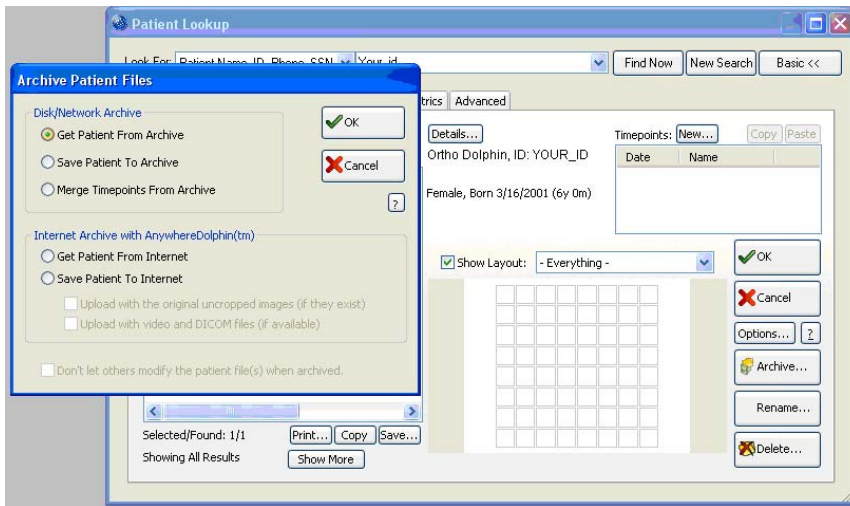 Patient Lookup
Look For: Patient Name, ID, Phone, SSN Your_id Find Now New Search Basic <<
Archive Patient Files
Disk/Network Archive
Get Patient From Archive
Save Patient To Archive
Merge Timepoints From Archive
OK
Cancel
?
Internet Archive with AnywhereDolphin(tm)
Get Patient From Internet
Save Patient To Internet
Upload with the original uncropped images (if they exist)
Upload with video and DICOM files (if available)
Don't let others modify the patient file(s) when archived.
trics Advanced
Details...
Ortho Dolphin, ID: YOUR_ID
Female, Born 3/16/2001 (6y 0m)
Timepoints: New... Copy Paste
Date Name
Show Layout: - Everything -
OK
Cancel
Options... ?
Archive...
Rename...
Delete...
Selected/Found: 1/1 Print... Copy Save...
Showing All Results Show More